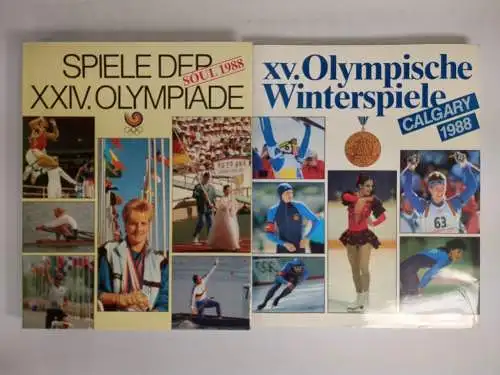 SPIELE DER
SOUL 1988
XXIV. OLYMPIADE
XV. Olympische
Winterspiele
CALGARY
1988
63